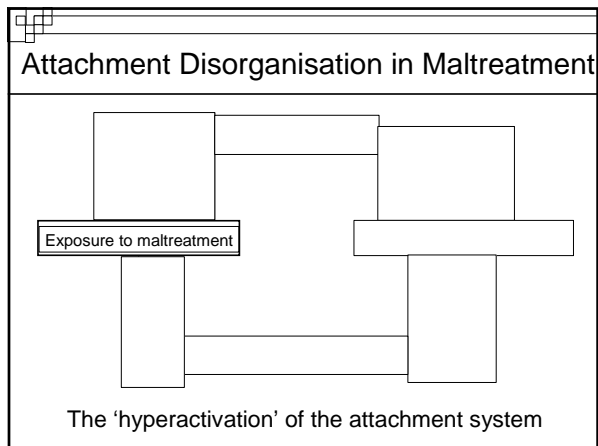 Attachment Disorganisation in Maltreatment
Exposure to maltreatment
The ‘hyperactivation’ of the attachment system